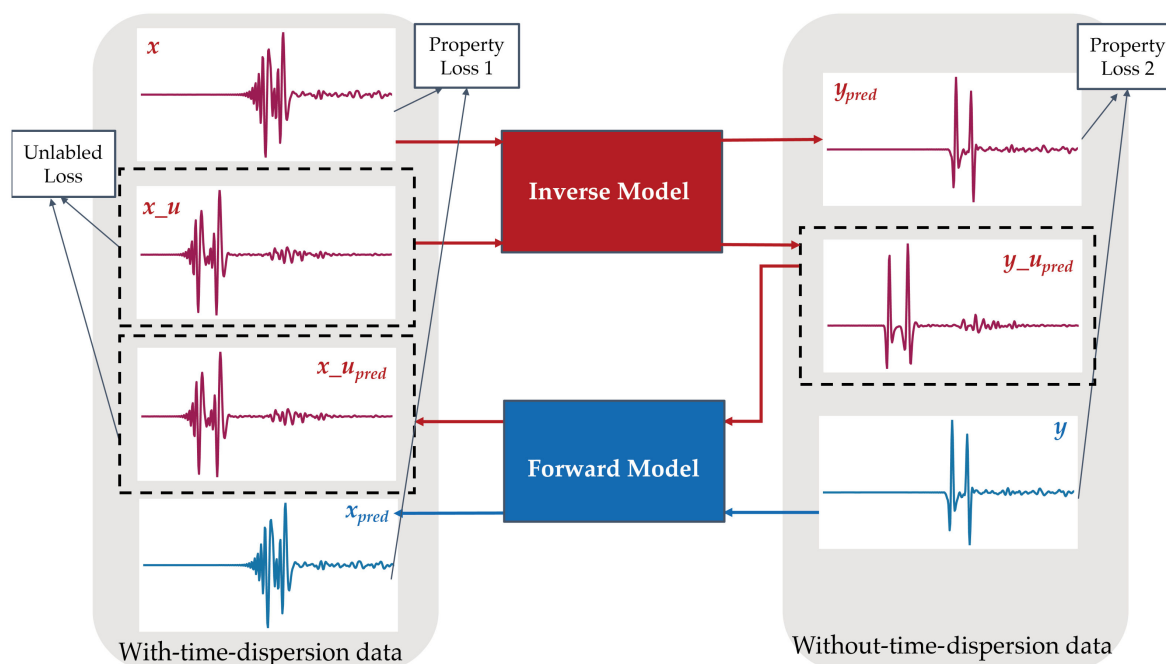 x
Property
Loss 1
Property
Loss 2
y_pred
Unlabled
Loss
x_u
Inverse Model
y_u_pred
x_u_pred
y
Forward Model
x_pred
With-time-dispersion data
Without-time-dispersion data